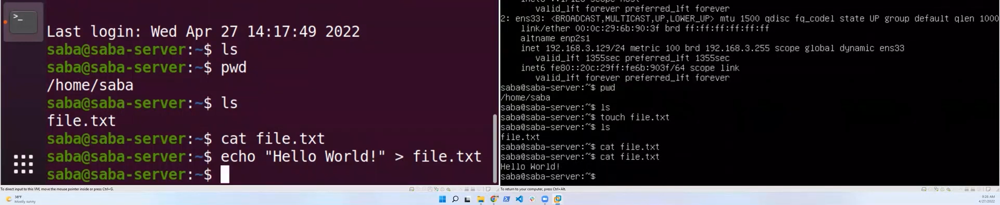 >_
Last login: Wed Apr 27 14:17:49 2022
saba@saba-server:~$ ls
saba@saba-server:~$ pwd
/home/saba
saba@saba-server:~$ ls
file.txt
saba@saba-server:~$ cat file.txt
saba@saba-server:~$ echo "Hello World!" > file.txt
saba@saba-server:~$
valid_lft forever preferred_lft forever
2: ens33: <BROADCAST,MULTICAST,UP,LOWER_UP> mtu 1500 qdisc fq_codel state UP group default qlen 1000
link/ether 00:0c:29:6b:90:3f brd ff:ff:ff:ff:ff:ff
altname enp2s1
inet 192.168.3.129/24 metric 100 brd 192.168.3.255 scope global dynamic ens33
valid_lft 1355sec preferred_lft 1355sec
inet6 fe80::20c:29ff:fe6b:903f/64 scope link
valid_lft forever preferred_lft forever
saba@saba-server:~$ pwd
/home/saba
saba@saba-server:~$ ls
saba@saba-server:~$ touch file.txt
saba@saba-server:~$ ls
file.txt
saba@saba-server:~$ cat file.txt
saba@saba-server:~$ cat file.txt
Hello World!
saba@saba-server:~$
To direct input to this VM, move the mouse pointer inside or press Ctrl+G.
To return to your computer, press Ctrl+Alt.
38°F
Mostly sunny
9:26 AM
4/27/2022